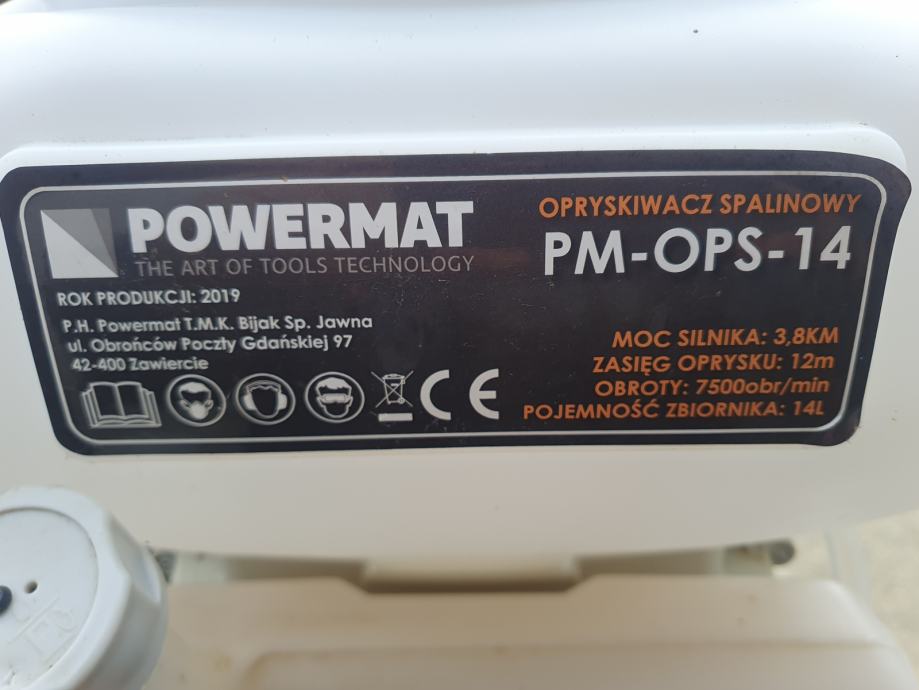 POWERMAT
THE ART OF TOOLS TECHNOLOGY
ROK PRODUKCJI: 2019
P.H. Powermat T.M.K. Bijak Sp. Jawna
ul. Obrońców Poczty Gdańskiej 97
42-400 Zawiercie
CE
OPRYSKIWACZ SPALINOWY
PM-OPS-14
MOC SILNIKA: 3,8KM
ZASIĘG OPRYSKU: 12m
OBROTY: 7500obr/min
POJEMNOŚĆ ZBIORNIKA: 14L